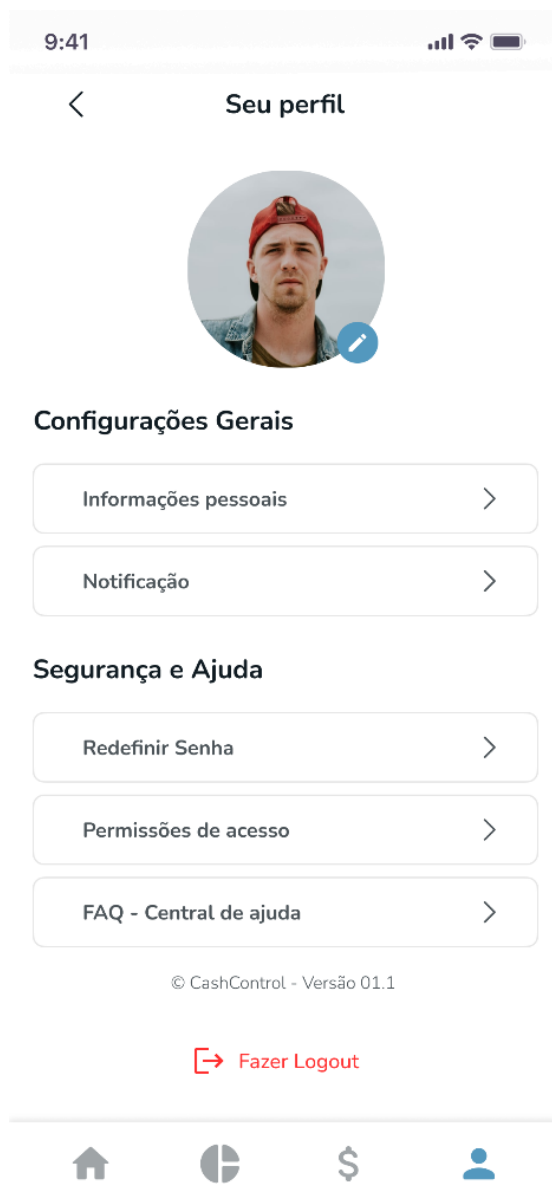 9:41
Seu perfil
Configurações Gerais
Informações pessoais
Notificação
Segurança e Ajuda
Redefinir Senha
Permissões de acesso
FAQ - Central de ajuda
© CashControl - Versão 01.1
Fazer Logout